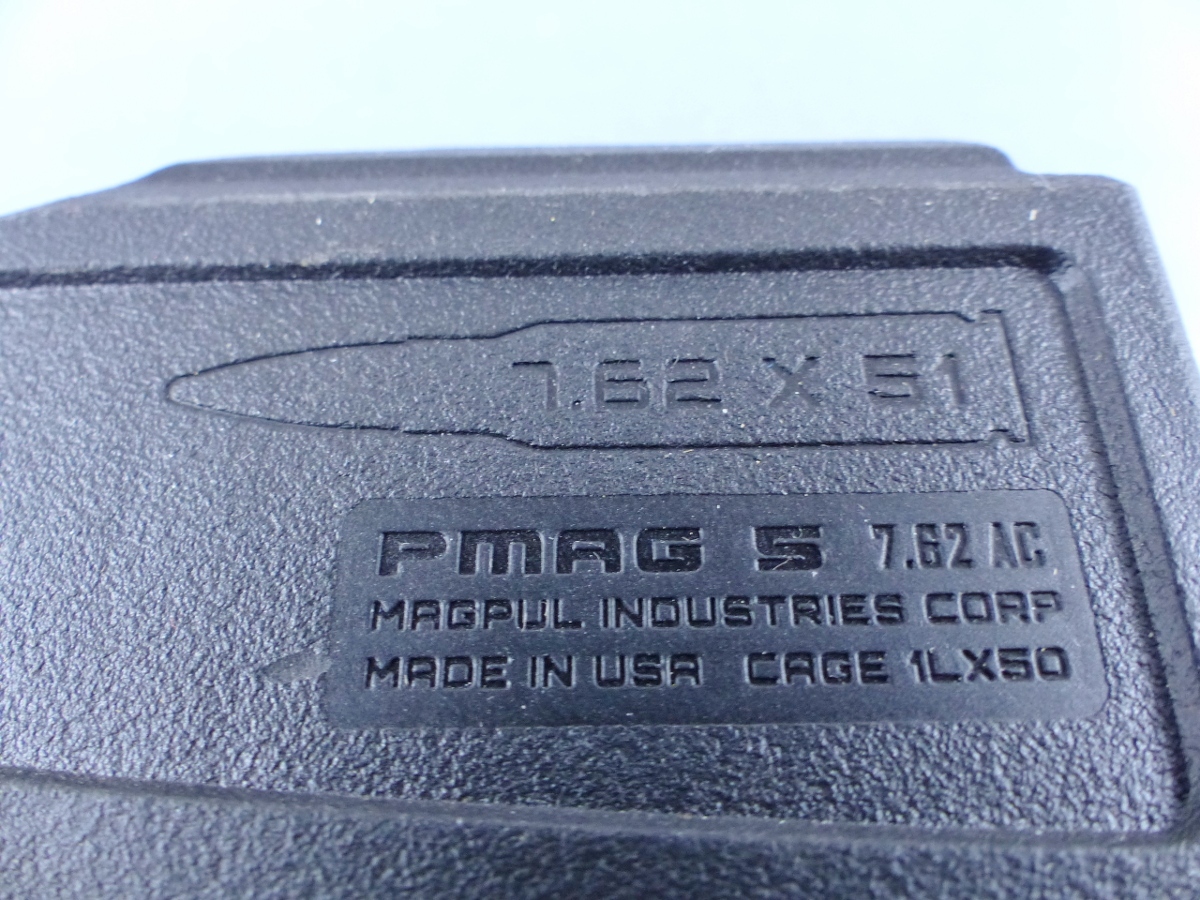 7.62 X 51
PMAG 5 7.62 AC
MAGPUL INDUSTRIES CORP
MADE IN USA CAGE 1LX50